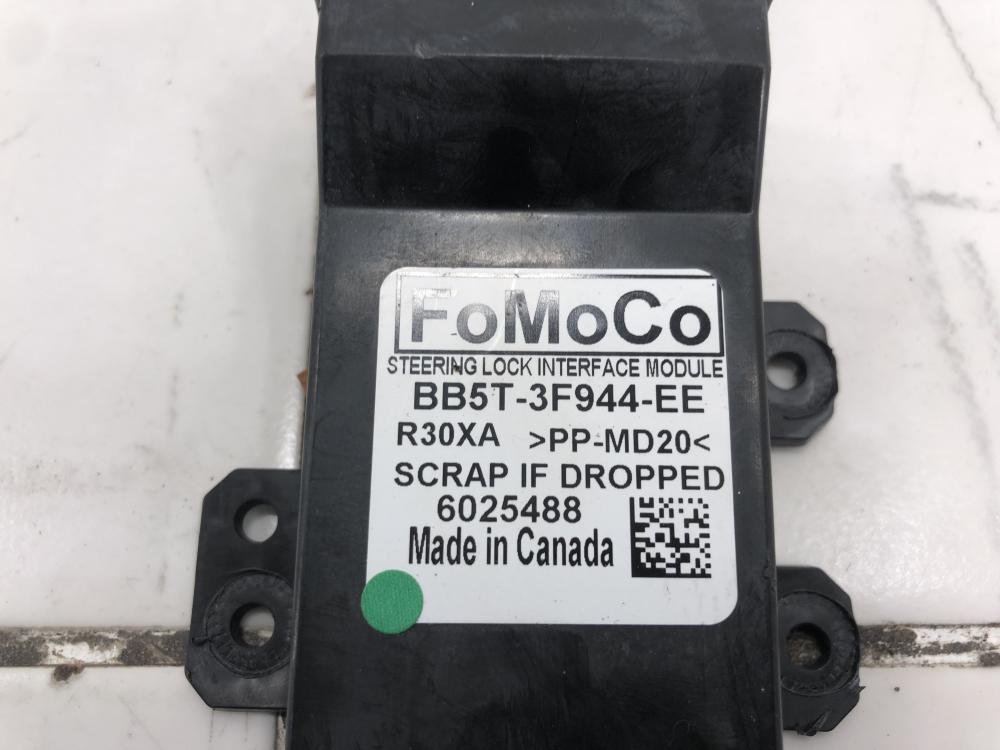 FoMoCo
STEERING LOCK INTERFACE MODULE
BB5T-3F944-EE
R30XA >PP-MD20<
SCRAP IF DROPPED
6025488
Made in Canada